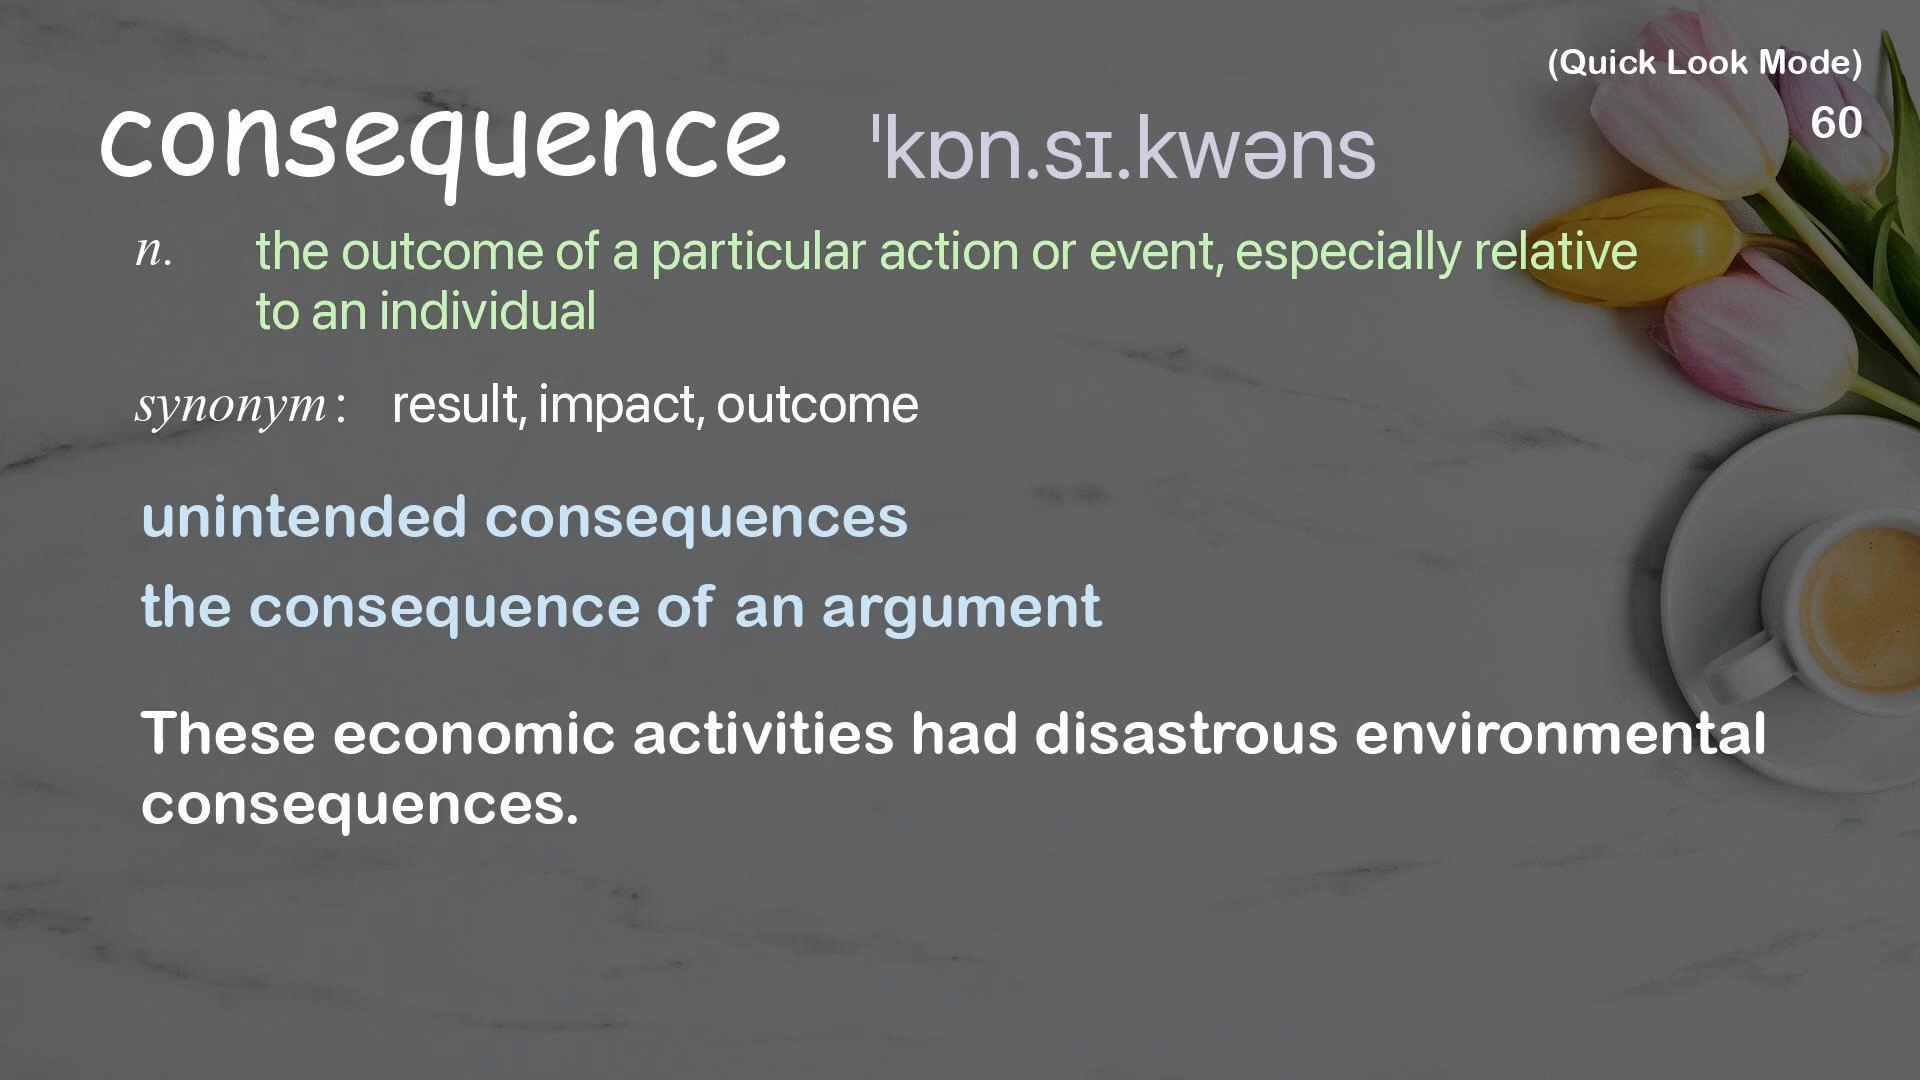 (Quick Look Mode)
consequence ˈkɒn.sɪ.kwəns
60
n. the outcome of a particular action or event, especially relative
to an individual
synonym: result, impact, outcome
unintended consequences
the consequence of an argument
These economic activities had disastrous environmental
consequences.